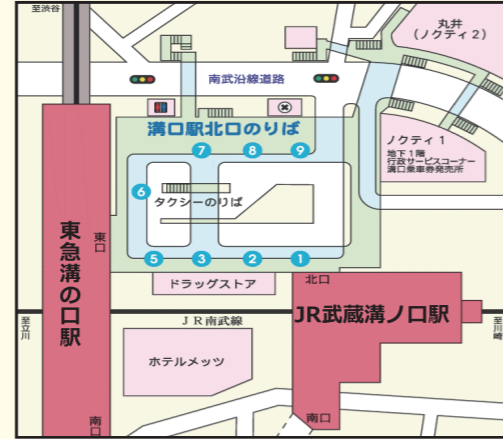 至渋谷
丸井
(ノクティ2)
南武沿線道路
溝口駅北口のりば
7
8
9
ノクティ1
地下1階
行政サービスコーナー
溝口乗車券発売所
6
タクシーのりば
東急溝の口駅
東口
5
3
2
1
ドラッグストア
北口
JR南武線
JR武蔵溝ノ口駅
至立川
至川崎
ホテルメッツ
南口
南口